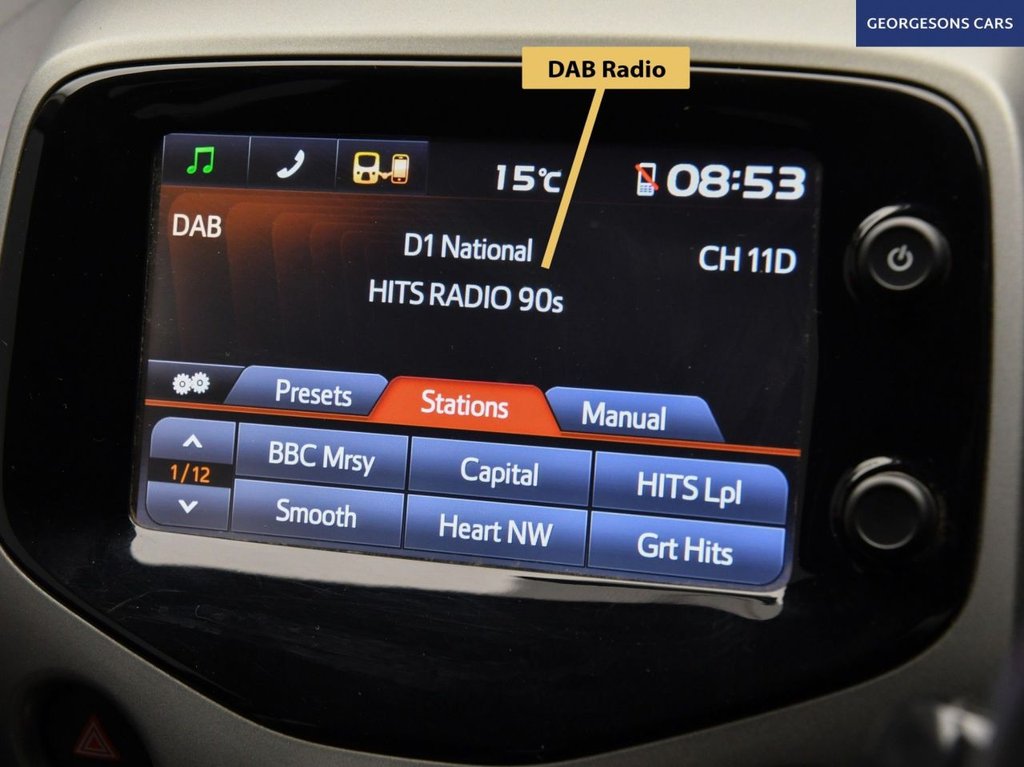 GEORGESONS CARS
DAB Radio
15°C
08:53
DAB
D1 National
CH 11D
HITS RADIO 90s
Presets
Stations
Manual
1/12
BBC Mrsy
Capital
HITS Lpl
Smooth
Heart NW
Grt Hits